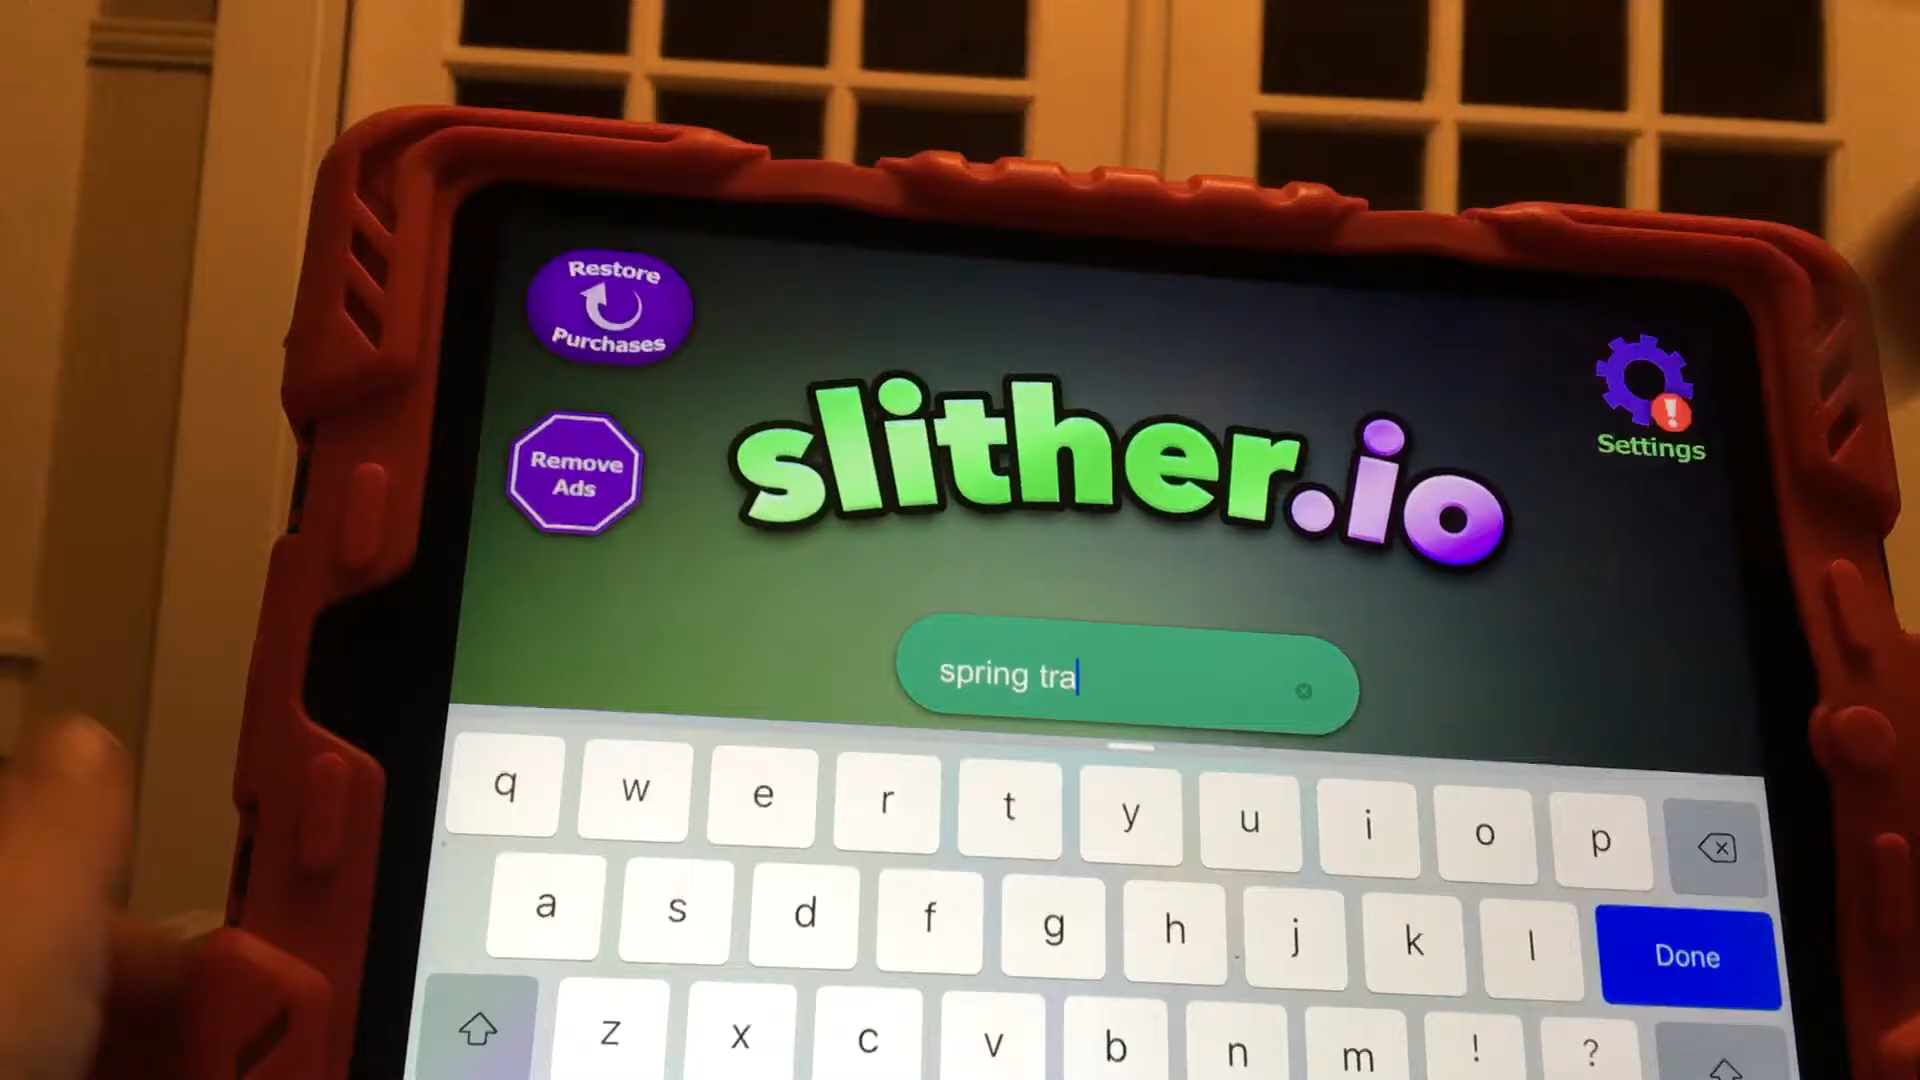 Restore
Purchases
Remove
Ads
slither.io
!
Settings
spring tra
q w e r t y u i o p
a s d f g h j k l Done
z x c v b n m ! ?